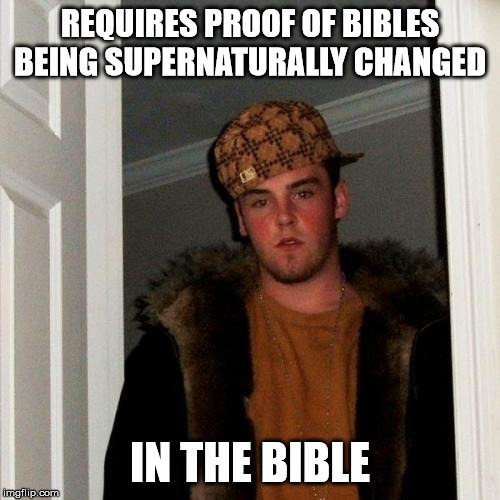 REQUIRES PROOF OF BIBLES
BEING SUPERNATURALLY CHANGED
IN THE BIBLE
imgflip.com